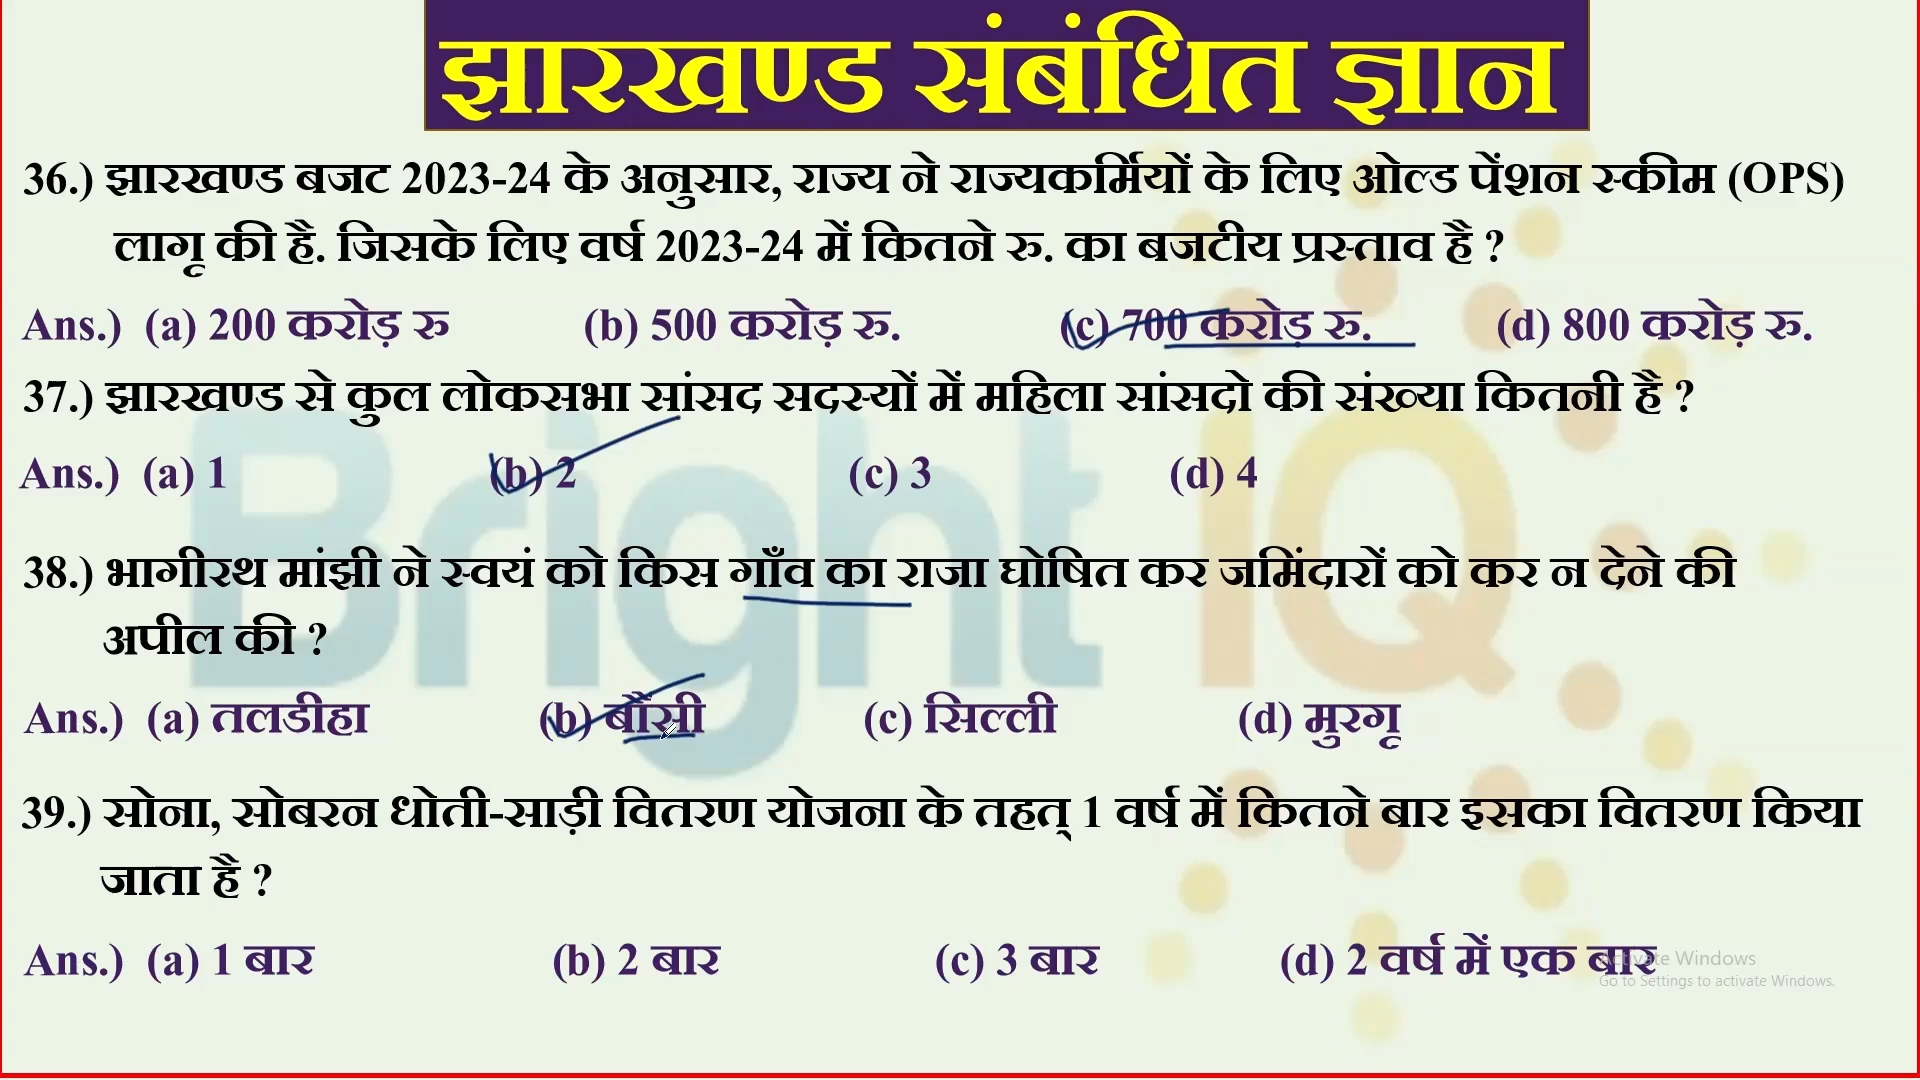 झारखण्ड संबंधित ज्ञान
36.) झारखण्ड बजट 2023-24 के अनुसार, राज्य ने राज्यकर्मियों के लिए ओल्ड पेंशन स्कीम (OPS)
लागू की है. जिसके लिए वर्ष 2023-24 में कितने रु. का बजटीय प्रस्ताव है ?
Ans.) (a) 200 करोड़ रु (b) 500 करोड़ रु. (c) 700 करोड़ रु. (d) 800 करोड़ रु.
37.) झारखण्ड से कुल लोकसभा सांसद सदस्यों में महिला सांसदो की संख्या कितनी है ?
Ans.) (a) 1 (b) 2 (c) 3 (d) 4
38.) भागीरथ मांझी ने स्वयं को किस गाँव का राजा घोषित कर जमिंदारों को कर न देने की
अपील की ?
Ans.) (a) तलडीहा (b) बौंसी (c) सिल्ली (d) मुरगू
39.) सोना, सोबरन धोती-साड़ी वितरण योजना के तहत् 1 वर्ष में कितने बार इसका वितरण किया
जाता है ?
Ans.) (a) 1 बार (b) 2 बार (c) 3 बार (d) 2 वर्ष में एक बार
Bright IQ
Activate Windows
Go to Settings to activate Windows.